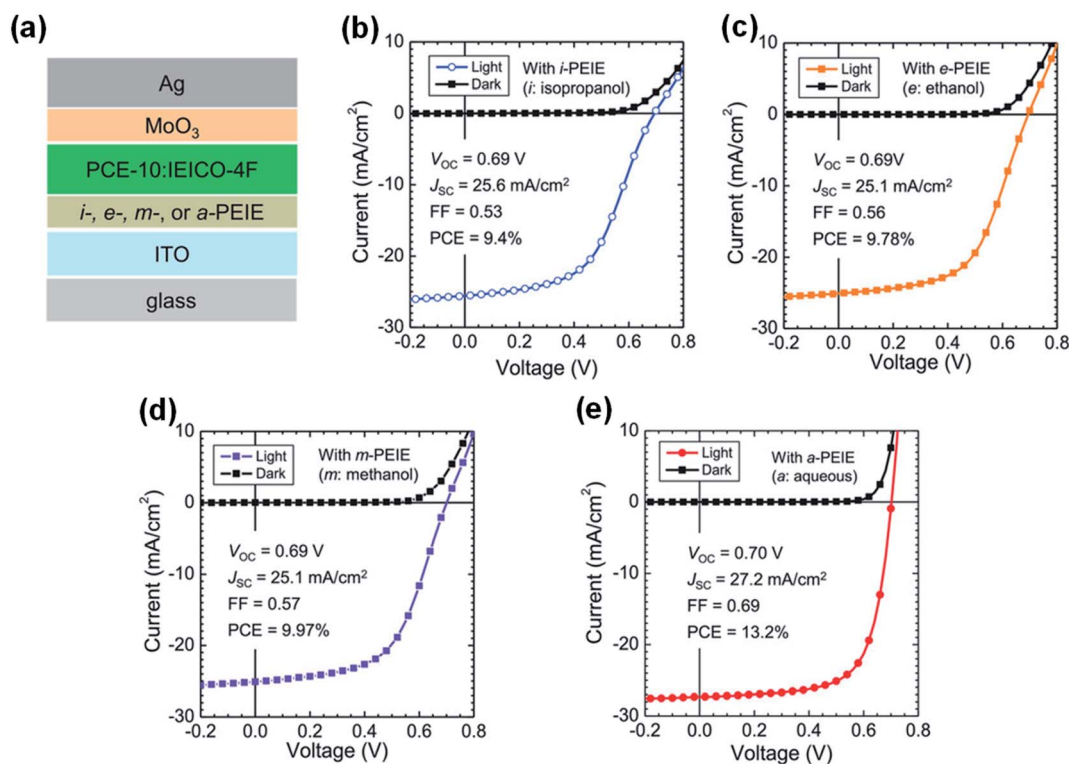 (a)
Ag
MoO₃
PCE-10:IEICO-4F
i-, e-, m-, or a-PEIE
ITO
glass
(b)
Light
Dark
With i-PEIE
(i: isopropanol)
V_OC = 0.69 V
J_SC = 25.6 mA/cm²
FF = 0.53
PCE = 9.4%
Current (mA/cm²)
10
0
-10
-20
-30
-0.2 0.0 0.2 0.4 0.6 0.8
Voltage (V)
(c)
Light
Dark
With e-PEIE
(e: ethanol)
V_OC = 0.69V
J_SC = 25.1 mA/cm²
FF = 0.56
PCE = 9.78%
Current (mA/cm²)
10
0
-10
-20
-30
-0.2 0.0 0.2 0.4 0.6 0.8
Voltage (V)
(d)
Light
Dark
With m-PEIE
(m: methanol)
V_OC = 0.69 V
J_SC = 25.1 mA/cm²
FF = 0.57
PCE = 9.97%
Current (mA/cm²)
10
0
-10
-20
-30
-0.2 0.0 0.2 0.4 0.6 0.8
Voltage (V)
(e)
Light
Dark
With a-PEIE
(a: aqueous)
V_OC = 0.70 V
J_SC = 27.2 mA/cm²
FF = 0.69
PCE = 13.2%
Current (mA/cm²)
10
0
-10
-20
-30
-0.2 0.0 0.2 0.4 0.6 0.8
Voltage (V)